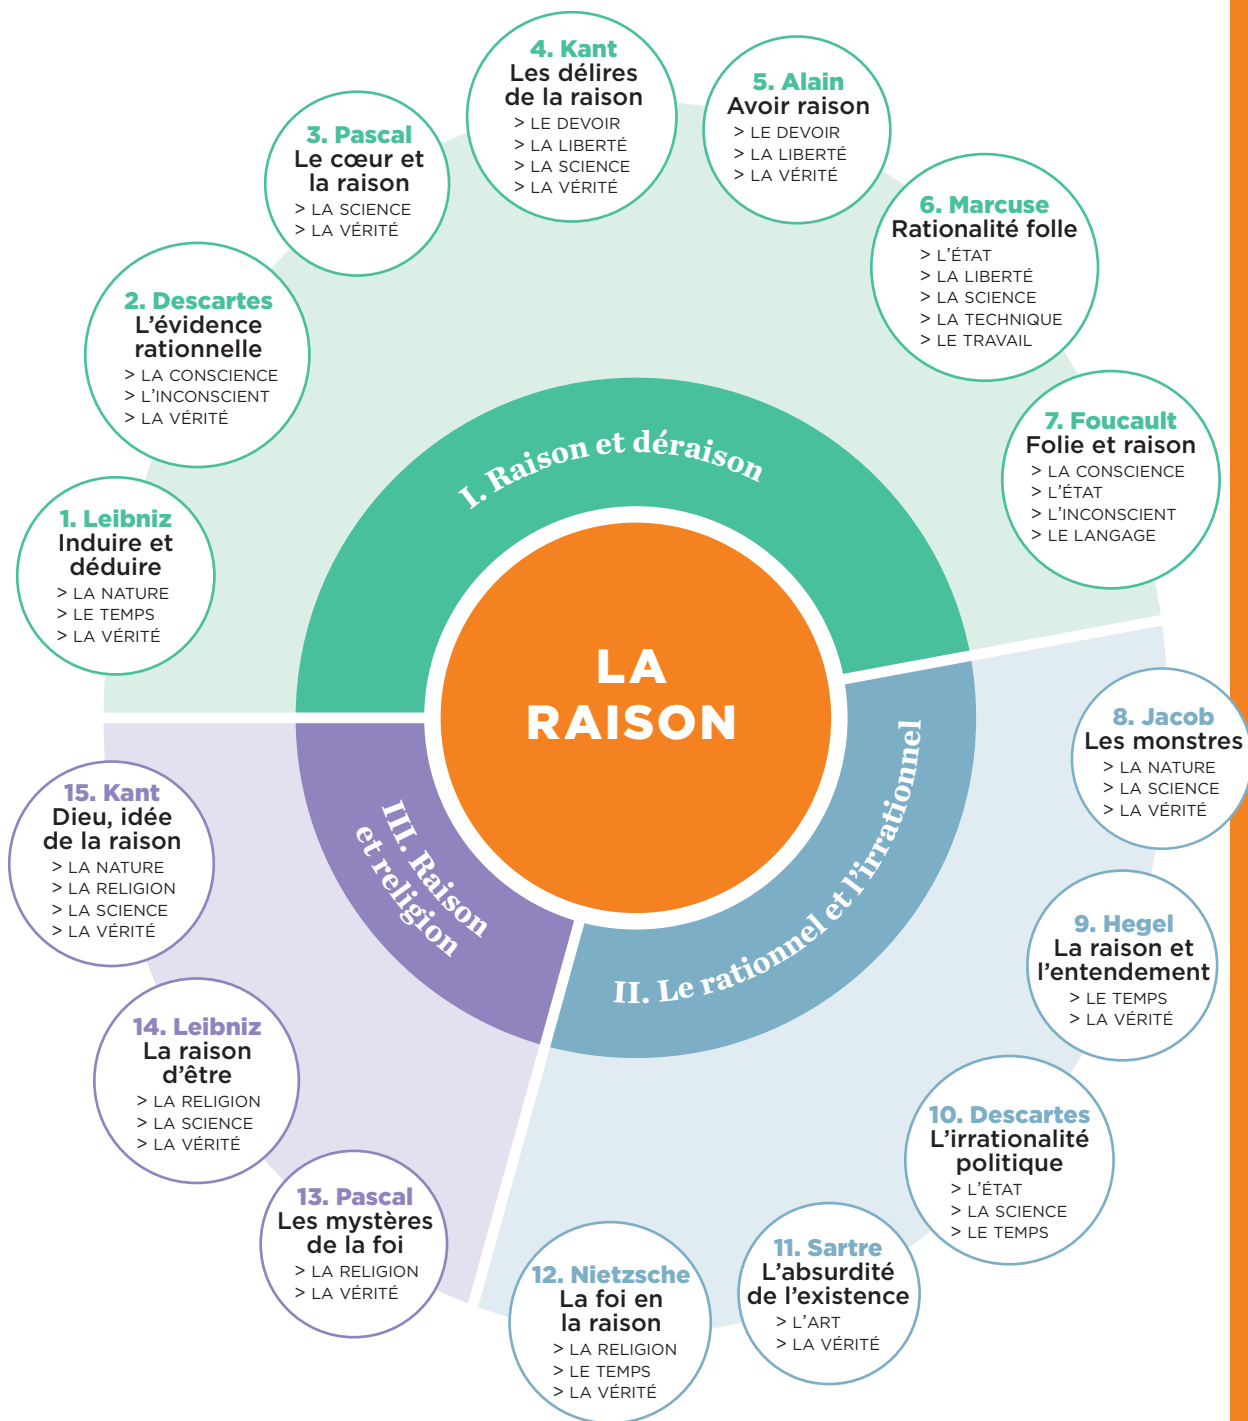 LA
RAISON
I. Raison et déraison
1. Leibniz
Induire et
déduire
> LA NATURE
> LE TEMPS
> LA VÉRITÉ
2. Descartes
L’évidence
rationnelle
> LA CONSCIENCE
> L’INCONSCIENT
> LA VÉRITÉ
3. Pascal
Le cœur et
la raison
> LA SCIENCE
> LA VÉRITÉ
4. Kant
Les délires
de la raison
> LE DEVOIR
> LA LIBERTÉ
> LA SCIENCE
> LA VÉRITÉ
5. Alain
Avoir raison
> LE DEVOIR
> LA LIBERTÉ
> LA VÉRITÉ
6. Marcuse
Rationalité folle
> L’ÉTAT
> LA LIBERTÉ
> LA SCIENCE
> LA TECHNIQUE
> LE TRAVAIL
7. Foucault
Folie et raison
> LA CONSCIENCE
> L’ÉTAT
> L’INCONSCIENT
> LE LANGAGE
II. Le rationnel et l’irrationnel
8. Jacob
Les monstres
> LA NATURE
> LA SCIENCE
> LA VÉRITÉ
9. Hegel
La raison et
l’entendement
> LE TEMPS
> LA VÉRITÉ
10. Descartes
L’irrationalité
politique
> L’ÉTAT
> LA SCIENCE
> LE TEMPS
11. Sartre
L’absurdité
de l’existence
> L’ART
> LA VÉRITÉ
12. Nietzsche
La foi en
la raison
> LA RELIGION
> LE TEMPS
> LA VÉRITÉ
III. Raison
et religion
13. Pascal
Les mystères
de la foi
> LA RELIGION
> LA VÉRITÉ
14. Leibniz
La raison
d’être
> LA RELIGION
> LA SCIENCE
> LA VÉRITÉ
15. Kant
Dieu, idée
de la raison
> LA NATURE
> LA RELIGION
> LA SCIENCE
> LA VÉRITÉ